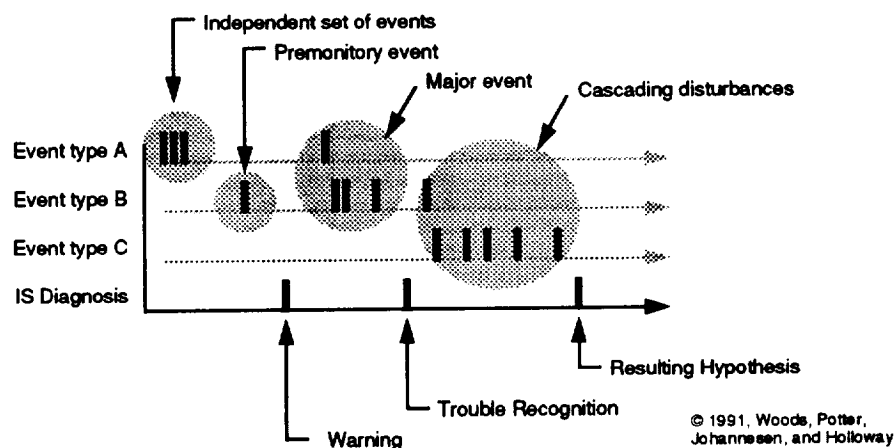 Independent set of events
Premonitory event
Major event
Cascading disturbances
Event type A
Event type B
Event type C
IS Diagnosis
Resulting Hypothesis
Trouble Recognition
Warning
© 1991, Woods, Potter,
Johannesen, and Holloway